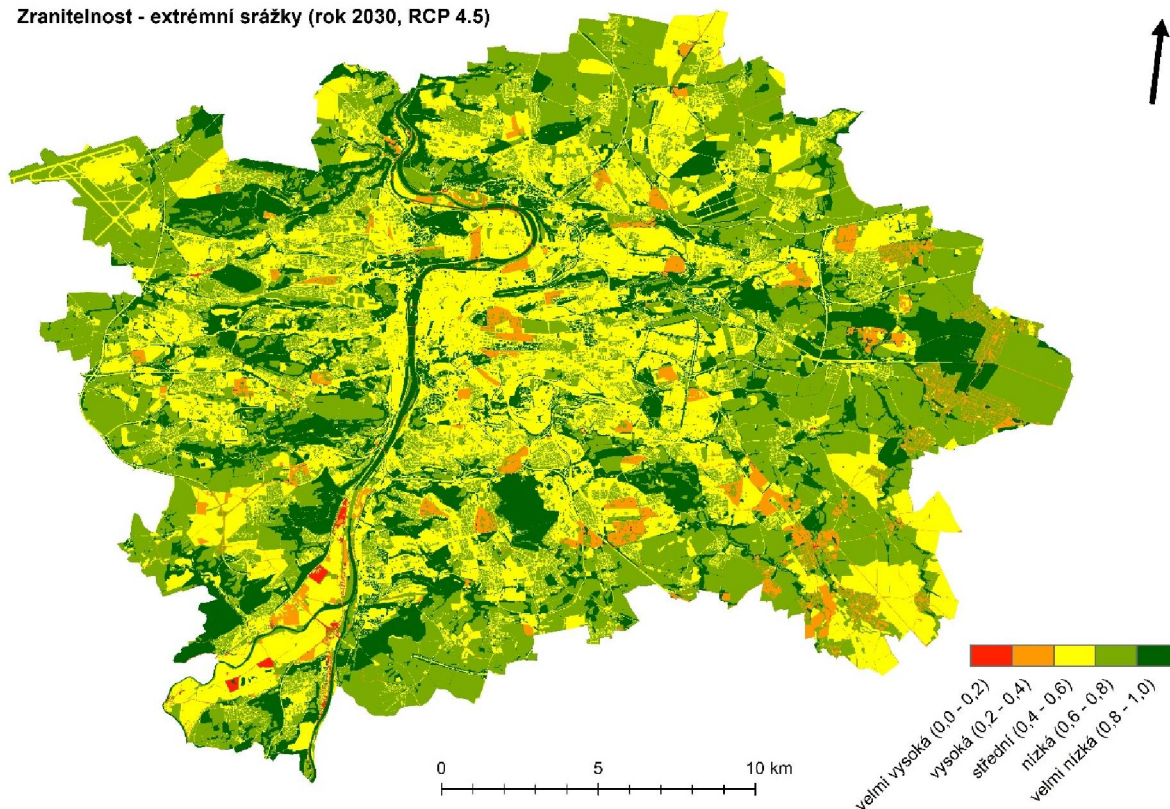 Zranitelnost - extrémní srážky (rok 2030, RCP 4.5)
velmi vysoká (0,0 - 0,2)
vysoká (0,2 - 0,4)
střední (0,4 - 0,6)
nízká (0,6 - 0,8)
velmi nízká (0,8 - 1,0)
0 5 10 km